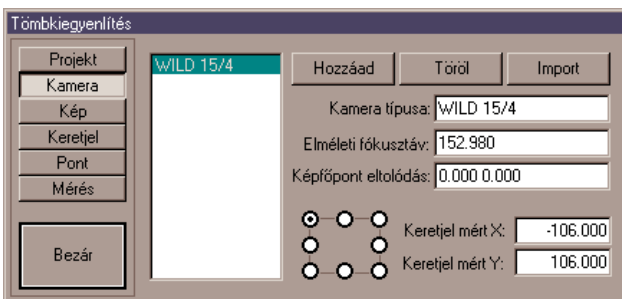 Tömbkiegyenlítés
Projekt
Kamera
Kép
Keretjel
Pont
Mérés
Bezár
WILD 15/4
Hozzáad Töröl Import
Kamera típusa: WILD 15/4
Elméleti fókusztáv: 152.980
Képfőpont eltolódás: 0.000 0.000
Keretjel mért X: -106.000
Keretjel mért Y: 106.000